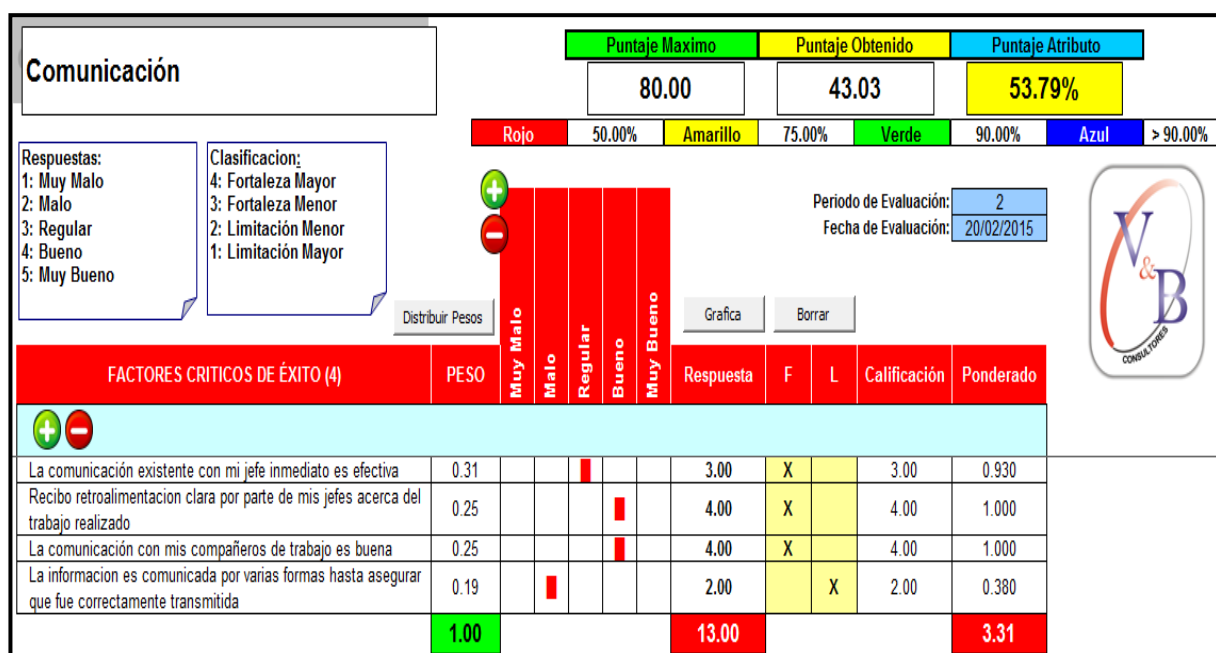 Comunicación
Puntaje Maximo Puntaje Obtenido Puntaje Atributo
80.00 43.03 53.79%
Rojo 50.00% Amarillo 75.00% Verde 90.00% Azul > 90.00%
Respuestas:
1: Muy Malo
2: Malo
3: Regular
4: Bueno
5: Muy Bueno
Clasificacion:
4: Fortaleza Mayor
3: Fortaleza Menor
2: Limitación Menor
1: Limitación Mayor
Periodo de Evaluación: 2
Fecha de Evaluación: 20/02/2015
V&B
CONSULTORES
Distribuir Pesos
Grafica Borrar
FACTORES CRITICOS DE ÉXITO (4) PESO Muy Malo Malo Regular Bueno Muy Bueno Respuesta F L Calificación Ponderado
La comunicación existente con mi jefe inmediato es efectiva 0.31 3.00 X 3.00 0.930
Recibo retroalimentacion clara por parte de mis jefes acerca del
trabajo realizado 0.25 4.00 X 4.00 1.000
La comunicación con mis compañeros de trabajo es buena 0.25 4.00 X 4.00 1.000
La informacion es comunicada por varias formas hasta asegurar
que fue correctamente transmitida 0.19 2.00 X 2.00 0.380
1.00 13.00 3.31